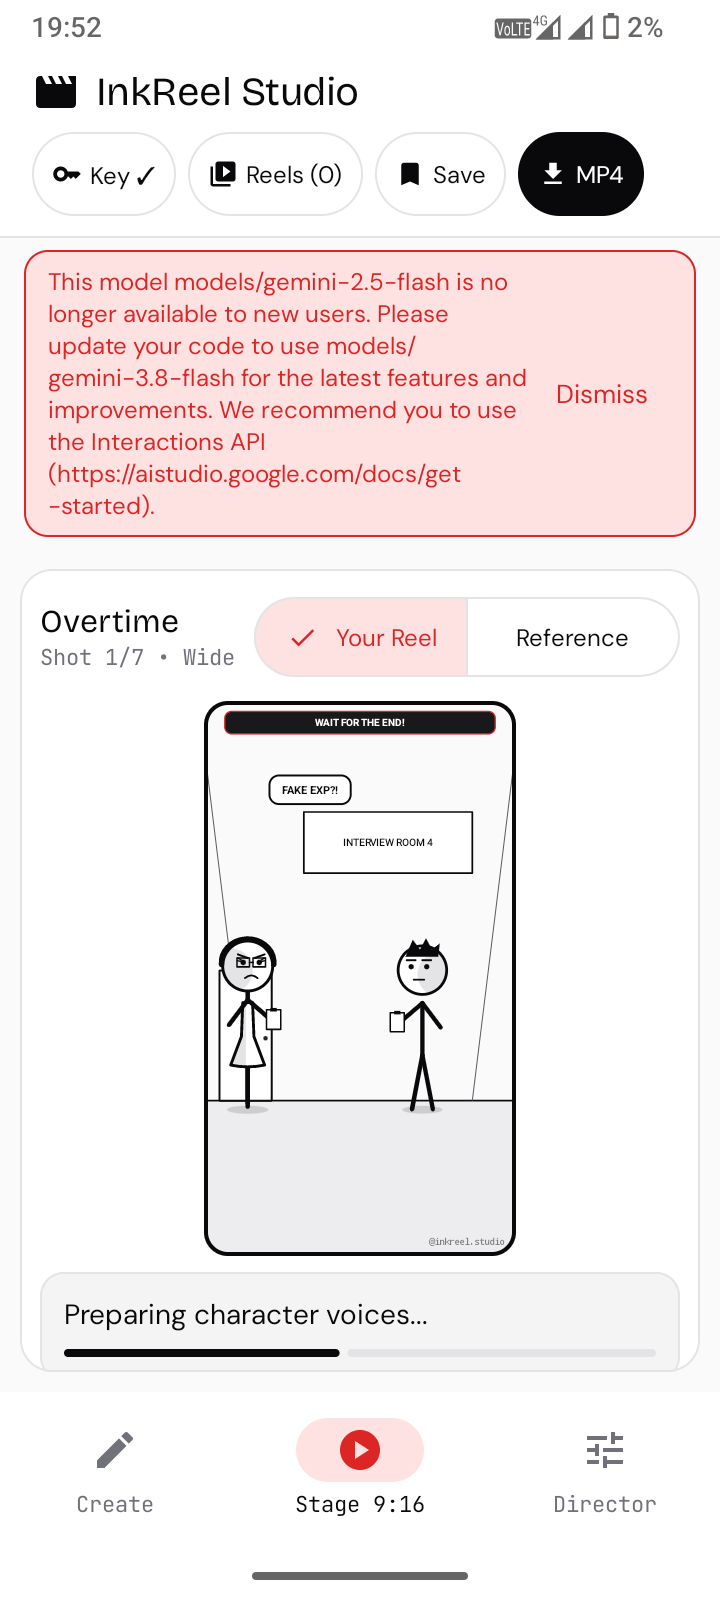 19:52
VoLTE 4G 2%
InkReel Studio
Key ✓
Reels (0)
Save
MP4
This model models/gemini-2.5-flash is no
longer available to new users. Please
update your code to use models/
gemini-3.8-flash for the latest features and
improvements. We recommend you to use
the Interactions API
(https://aistudio.google.com/docs/get
-started).
Dismiss
Overtime
Shot 1/7 • Wide
Your Reel
Reference
WAIT FOR THE END!
FAKE EXP?!
INTERVIEW ROOM 4
@inkreel.studio
Preparing character voices...
Create
Stage 9:16
Director